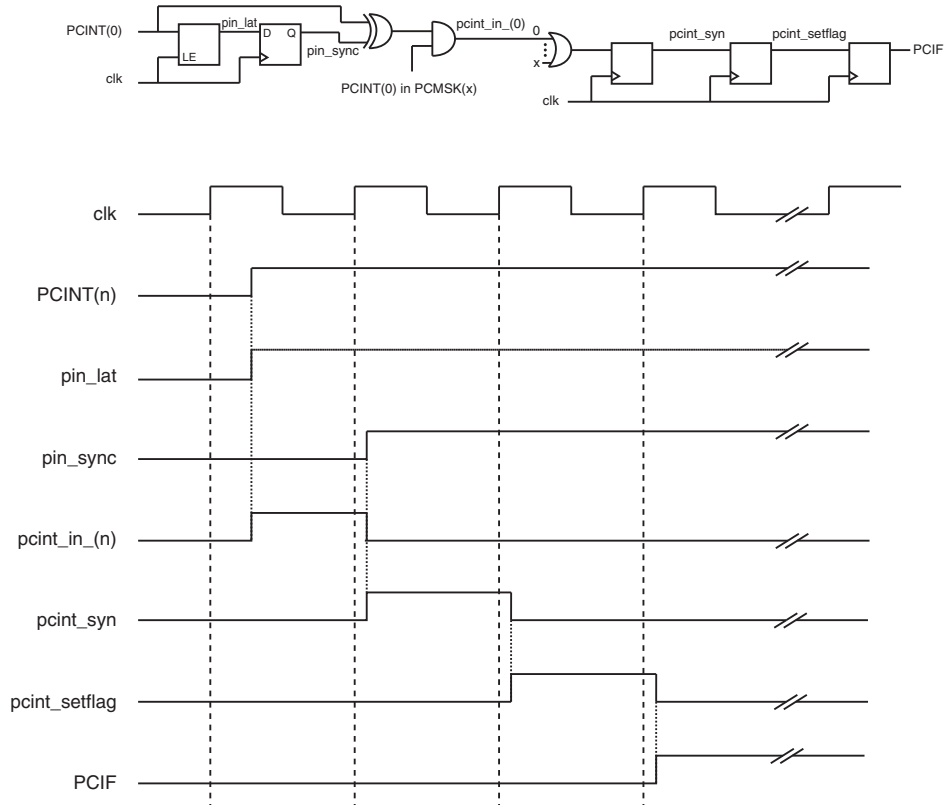 PCINT(0)
pin_lat
LE
D Q
pin_sync
clk
pcint_in_(0)
PCINT(0) in PCMSK(x)
0
x
clk
pcint_syn
pcint_setflag
PCIF
clk
PCINT(n)
pin_lat
pin_sync
pcint_in_(n)
pcint_syn
pcint_setflag
PCIF